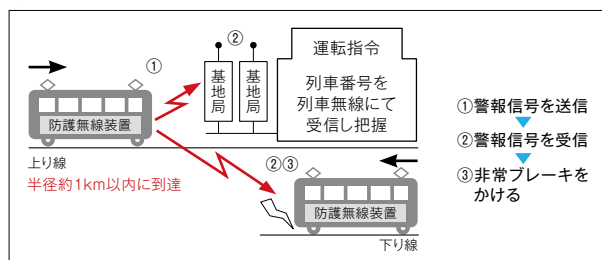 ①
防護無線装置
上り線
半径約1km以内に到達
②
基地局
基地局
運転指令
列車番号を
列車無線にて
受信し把握
②③
防護無線装置
下り線
①警報信号を送信
②警報信号を受信
③非常ブレーキを
かける